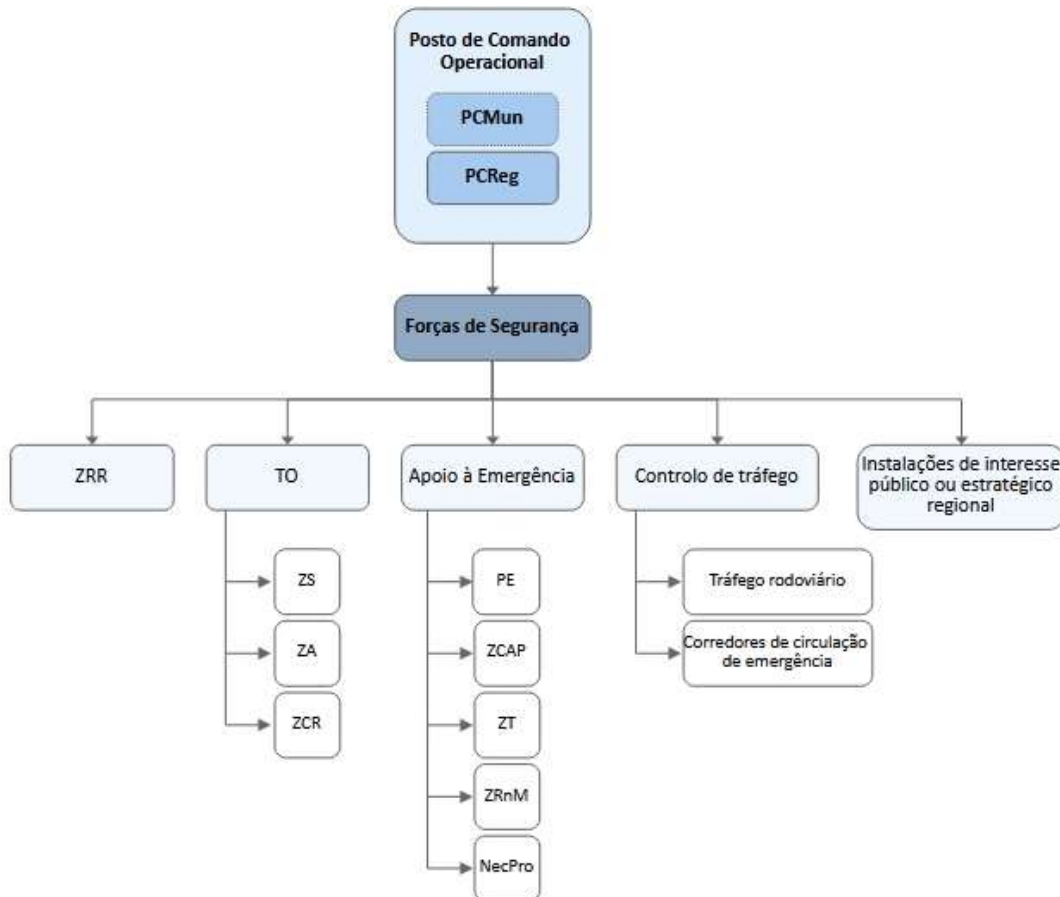 Posto de Comando
Operacional
PCMun
PCReg
Forças de Segurança
ZRR
TO
Apoio à Emergência
Controlo de tráfego
Instalações de interesse
público ou estratégico
regional
ZS
ZA
ZCR
PE
ZCAP
ZT
ZRnM
NecPro
Tráfego rodoviário
Corredores de circulação
de emergência